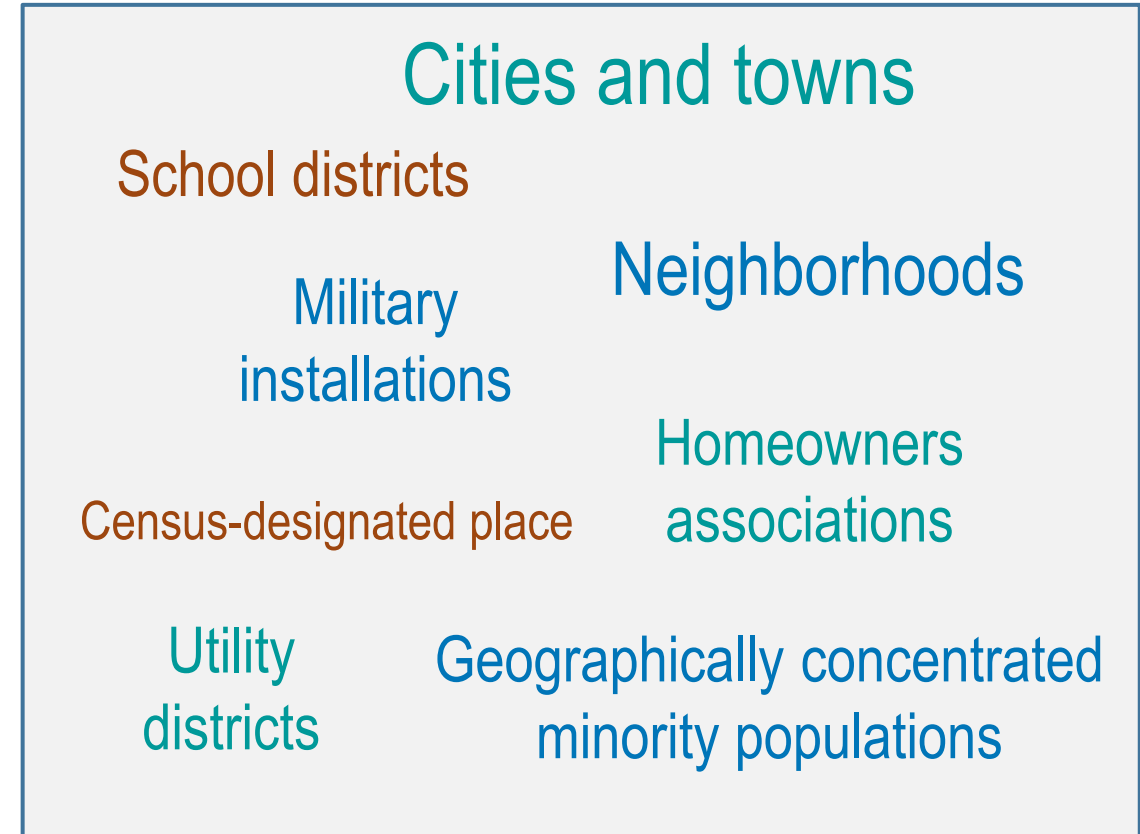 Cities and towns
School districts
Neighborhoods
Military
installations
Homeowners
associations
Census-designated place
Utility
districts
Geographically concentrated
minority populations